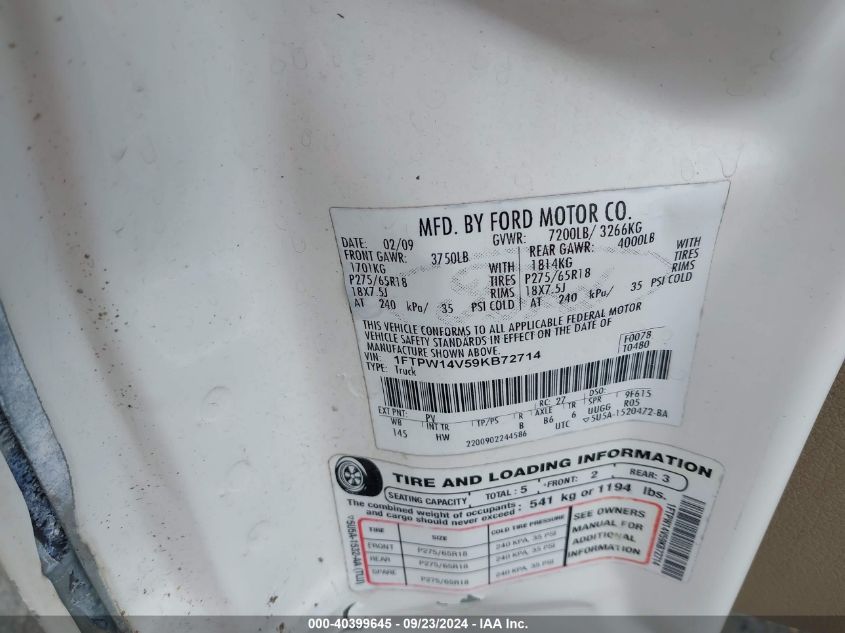 MFD. BY FORD MOTOR CO.
DATE: 02/09 GVWR: 7200LB/ 3266KG
FRONT GAWR: 3750LB REAR GAWR: 4000LB
1701KG WITH 1814KG WITH
P275/65R18 TIRES P275/65R18 TIRES
18X7.5J RIMS 18X7.5J RIMS
AT 240 kPa/ 35 PSI COLD AT 240 kPa/ 35 PSI COLD
THIS VEHICLE CONFORMS TO ALL APPLICABLE FEDERAL MOTOR
VEHICLE SAFETY STANDARDS IN EFFECT ON THE DATE OF
MANUFACTURE SHOWN ABOVE.
VIN: 1FTPW14V59KB72714 F0078
TYPE: Truck T0480
EXT PNT: PV RC: 27 DSO: 9F615
WB INT TR TP/PS R AXLE TR SPR
145 HW B B6 6 UUGG R05
2200902244586 UTC 5U5A-1520472-BA
TIRE AND LOADING INFORMATION
SEATING CAPACITY TOTAL: 5 FRONT: 2 REAR: 3
The combined weight of occupants and cargo should never exceed: 541 kg or 1194 lbs.
TIRE SIZE COLD TIRE PRESSURE
FRONT P275/65R18 240 KPA, 35 PSI
REAR P275/65R18 240 KPA, 35 PSI
SPARE P275/65R18 240 KPA, 35 PSI
SEE OWNERS
MANUAL FOR
ADDITIONAL
INFORMATION
1FTPW14V59KB72714
000-40399645 - 09/23/2024 - IAA Inc.